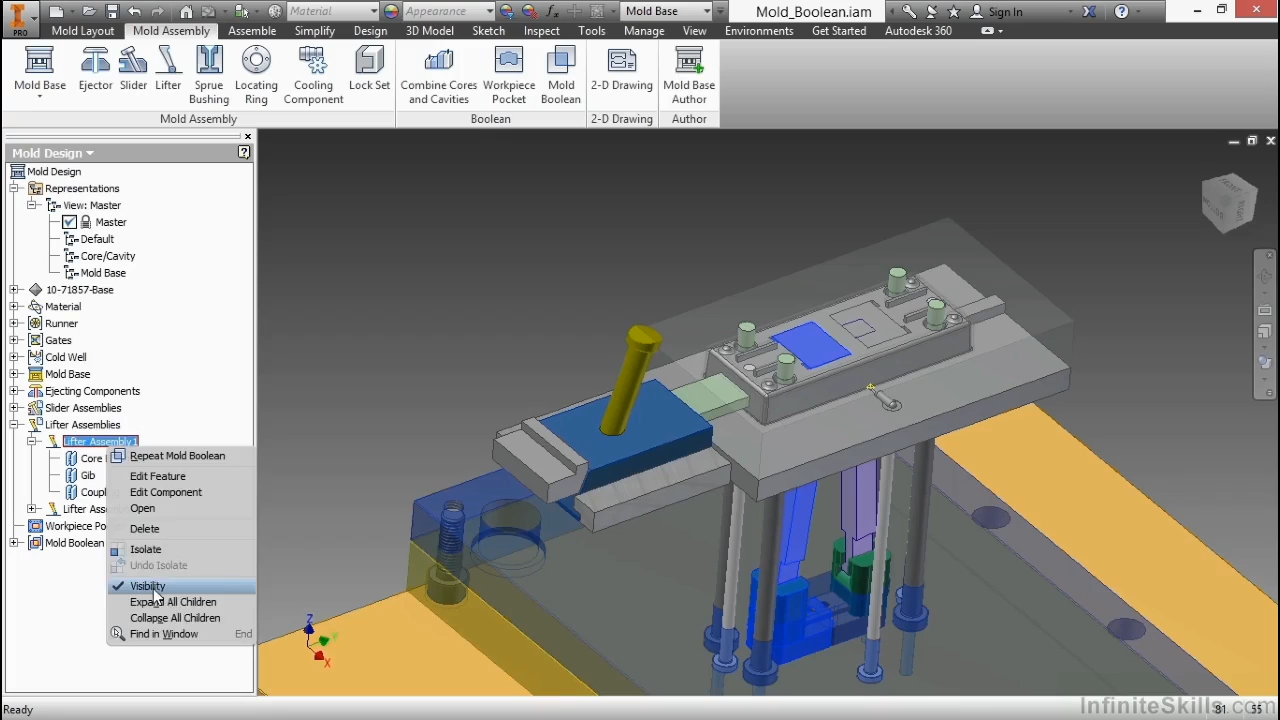 PRO
Material
Appearance
Mold Base
Mold_Boolean.iam
Sign In
Mold Layout
Mold Assembly
Assemble
Simplify
Design
3D Model
Sketch
Inspect
Tools
Manage
View
Environments
Get Started
Autodesk 360
Mold Base
Ejector
Slider
Lifter
Sprue Bushing
Locating Ring
Cooling Component
Lock Set
Combine Cores and Cavities
Workpiece Pocket
Mold Boolean
2-D Drawing
Mold Base Author
Mold Assembly
Boolean
2-D Drawing
Author
Mold Design
Mold Design
Representations
View: Master
Master
Default
Core/Cavity
Mold Base
10-71857-Base
Material
Runner
Gates
Cold Well
Mold Base
Ejecting Components
Slider Assemblies
Lifter Assemblies
Lifter Assembly1
Core
Gib
Coupl
Lifter Ass
Workpiece Po
Mold Boolean
Repeat Mold Boolean
Edit Feature
Edit Component
Open
Delete
Isolate
Undo Isolate
Visibility
Expand All Children
Collapse All Children
Find in Window End
Z
X
Ready
81 55
InfiniteSkills.com